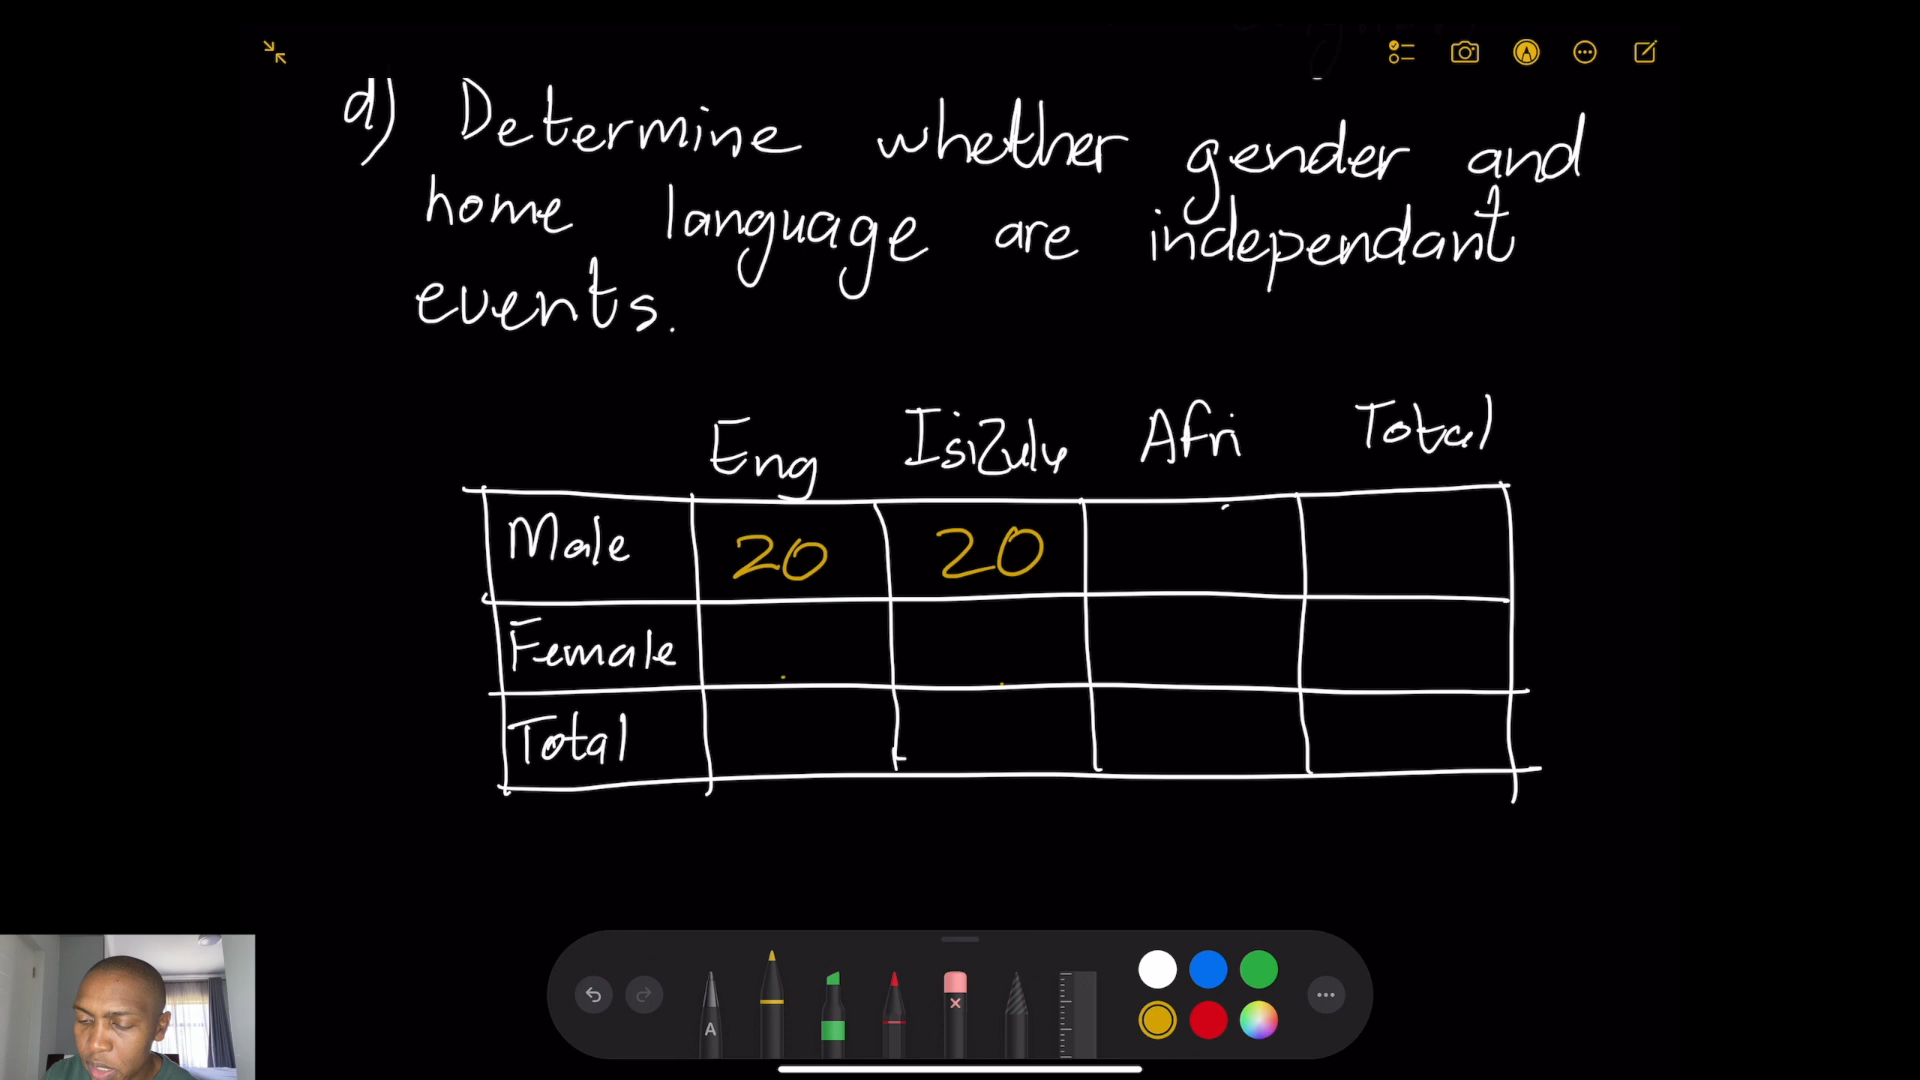 d) Determine whether gender and
home language are independant
events.
Eng IsiZulu Afri Total
Male 20 20
Female
Total
A